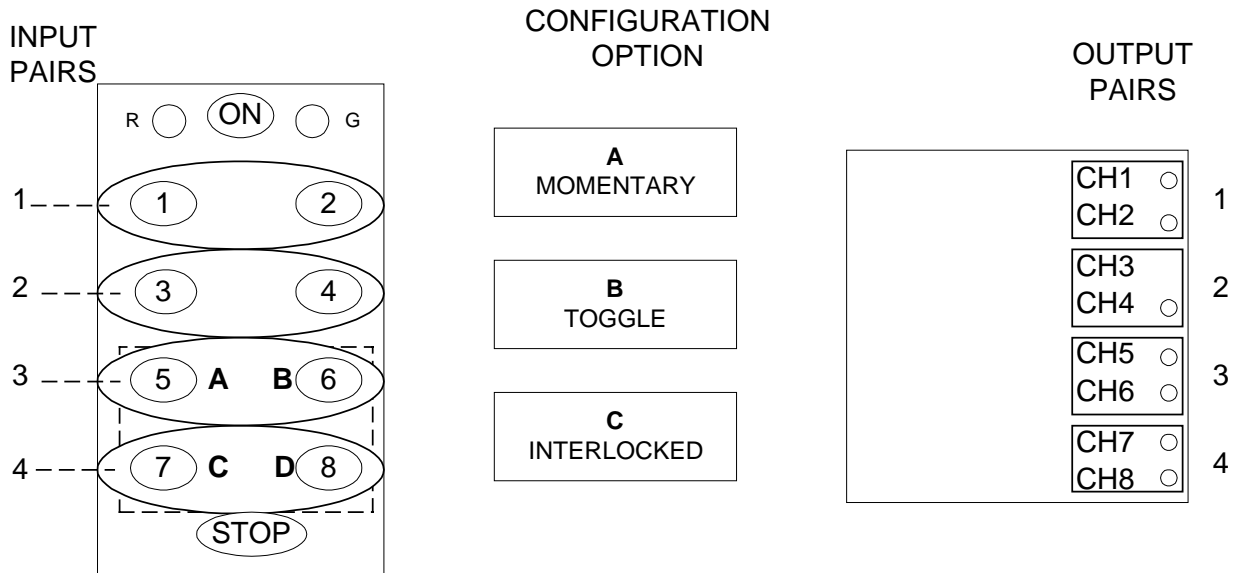 CONFIGURATION
OPTION
INPUT
PAIRS
OUTPUT
PAIRS
R ON G
1 1 2
2 3 4
3 5 A B 6
4 7 C D 8
STOP
A
MOMENTARY
B
TOGGLE
C
INTERLOCKED
CH1
CH2
1
CH3
CH4
2
CH5
CH6
3
CH7
CH8
4